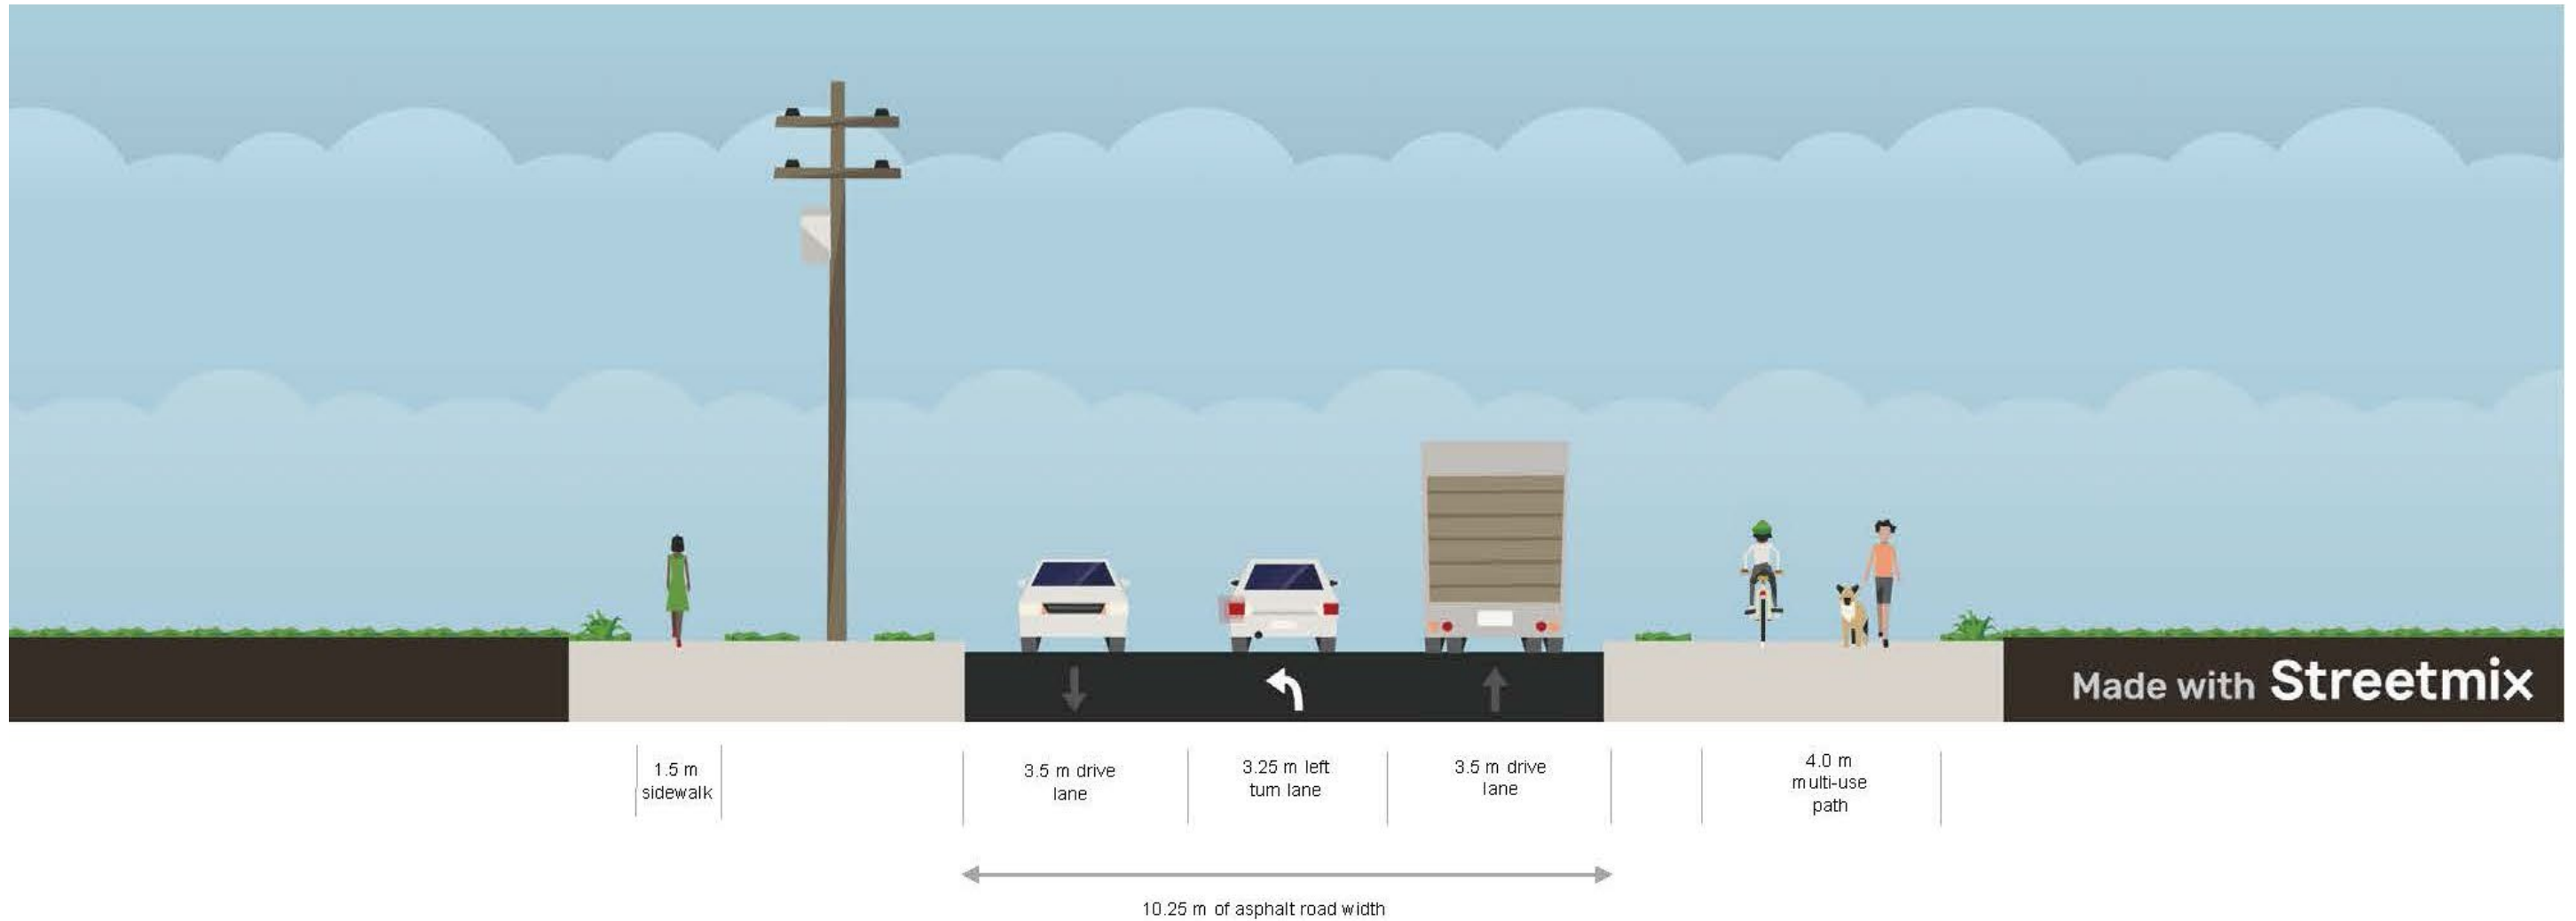 Made with Streetmix
1.5 m
sidewalk
3.5 m drive
lane
3.25 m left
turn lane
3.5 m drive
lane
4.0 m
multi-use
path
10.25 m of asphalt road width